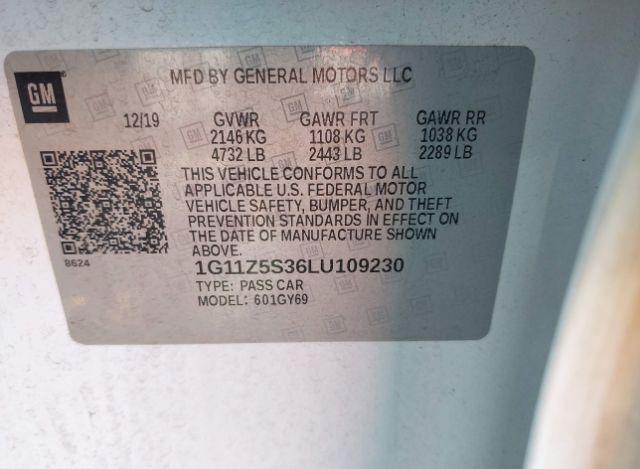 GM
MFD BY GENERAL MOTORS LLC
12/19 GVWR GAWR FRT GAWR RR
2146 KG 1108 KG 1038 KG
4732 LB 2443 LB 2289 LB
THIS VEHICLE CONFORMS TO ALL
APPLICABLE U.S. FEDERAL MOTOR
VEHICLE SAFETY, BUMPER, AND THEFT
PREVENTION STANDARDS IN EFFECT ON
THE DATE OF MANUFACTURE SHOWN
ABOVE.
8624
1G11Z5S36LU109230
TYPE: PASS CAR
MODEL: 601GY69